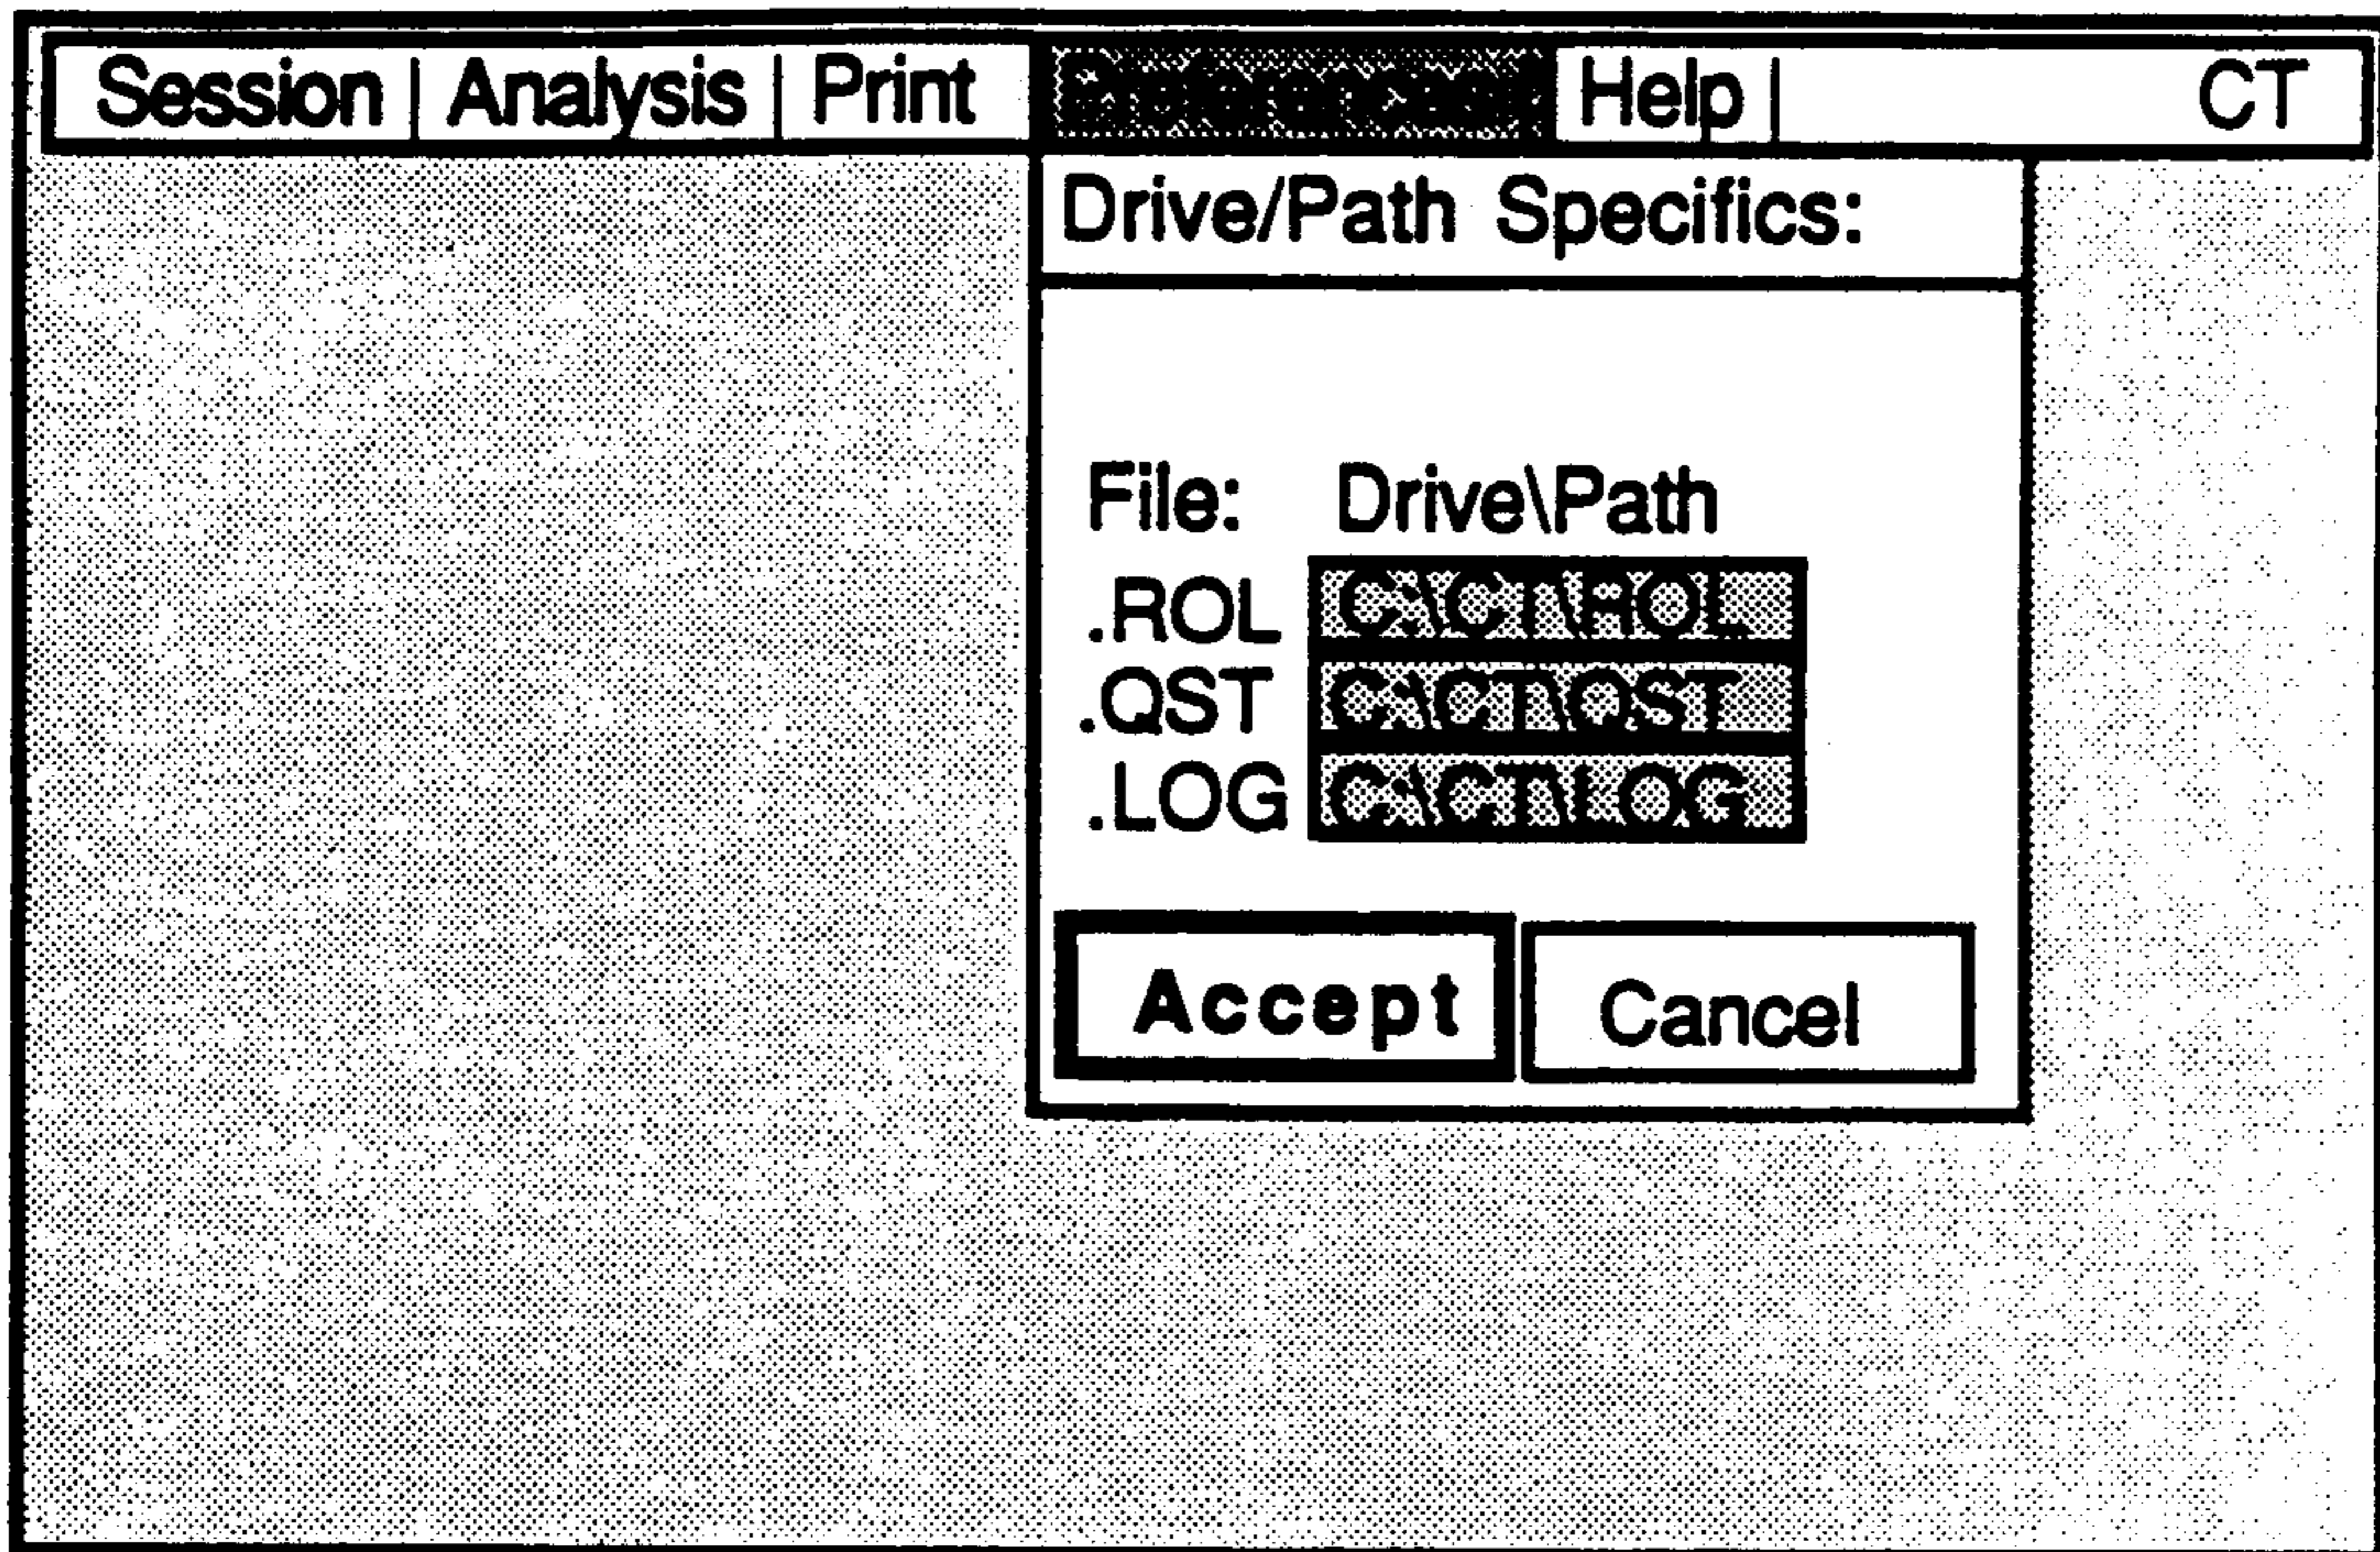 Session | Analysis | Print Preferences Help | CT
Drive/Path Specifics:
File: Drive\Path
.ROL C:\CT\ROL
.QST C:\CT\QST
.LOG C:\CT\LOG
Accept Cancel